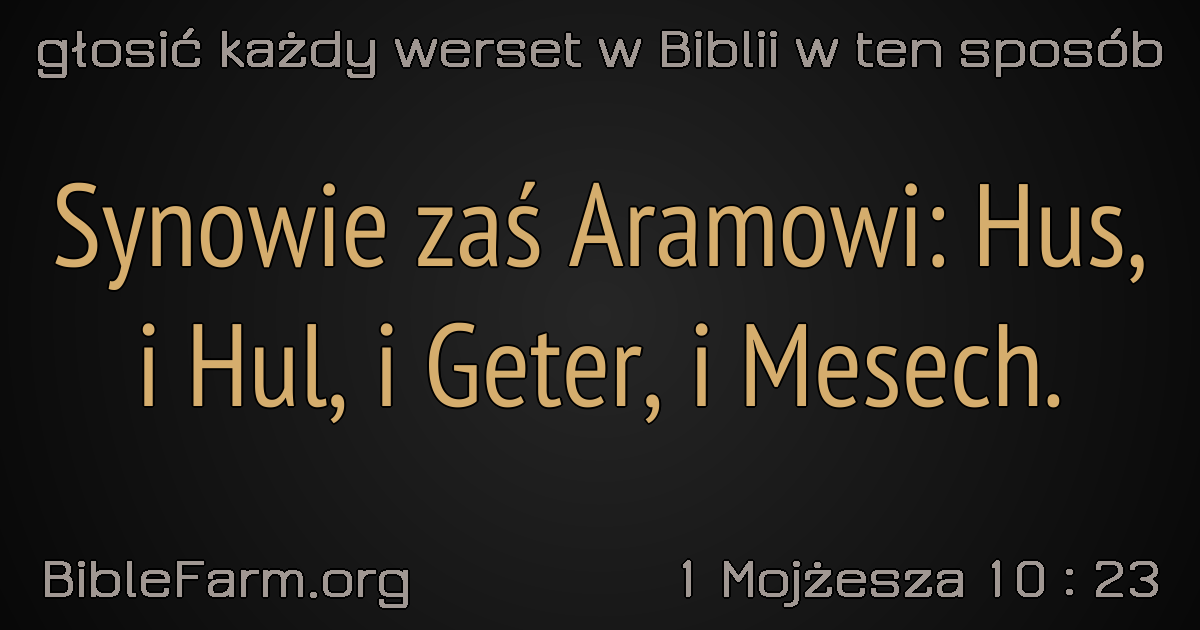 głosić każdy werset w Biblii w ten sposób
Synowie zaś Aramowi: Hus,
i Hul, i Geter, i Mesech.
BibleFarm.org
1 Mojżesza 10 : 23